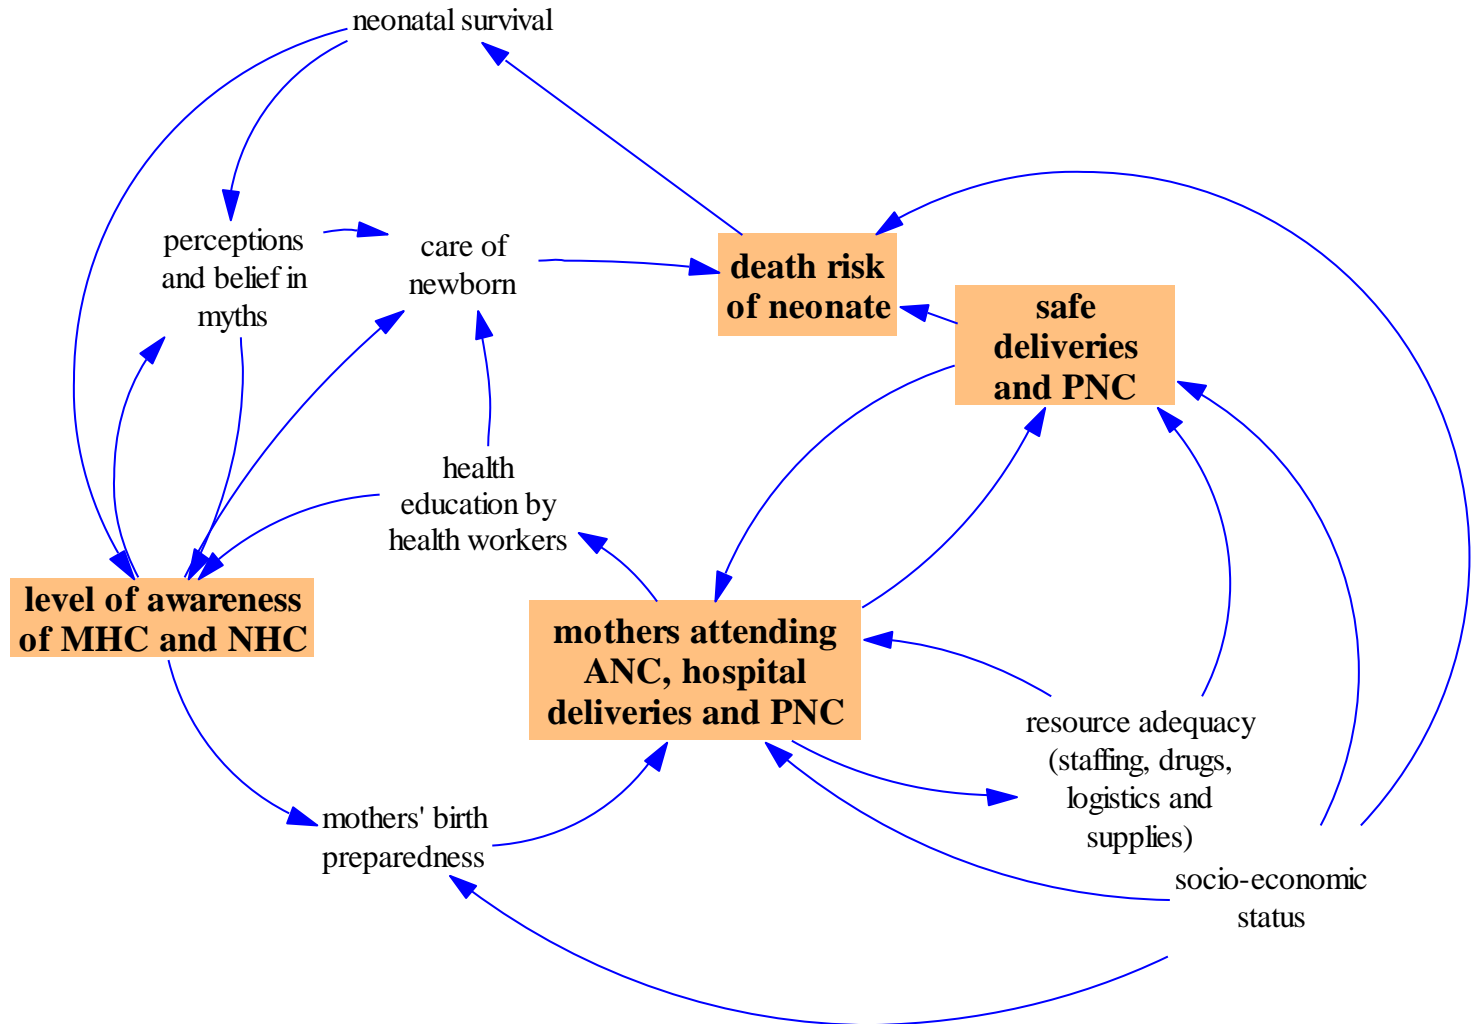 neonatal survival
perceptions
and belief in
myths
care of
newborn
death risk
of neonate
safe
deliveries
and PNC
health
education by
health workers
level of awareness
of MHC and NHC
mothers attending
ANC, hospital
deliveries and PNC
resource adequacy
(staffing, drugs,
logistics and
supplies)
mothers' birth
preparedness
socio-economic
status